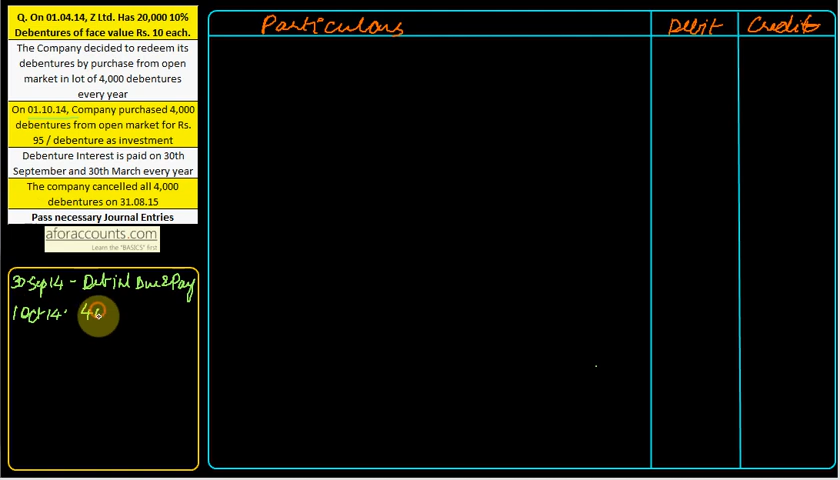 Q. On 01.04.14, Z Ltd. Has 20,000 10%
Debentures of face value Rs. 10 each.
The Company decided to redeem its
debentures by purchase from open
market in lot of 4,000 debentures
every year
On 01.10.14, Company purchased 4,000
debentures from open market for Rs.
95 / debenture as investment
Debenture Interest is paid on 30th
September and 30th March every year
The company cancelled all 4,000
debentures on 31.08.15
Pass necessary Journal Entries
aforaccounts.com
Learn the "BASICS" first
30 Sep 14 - Deb int Due & Pay
1 Oct 14.
Particulars Debit Credit